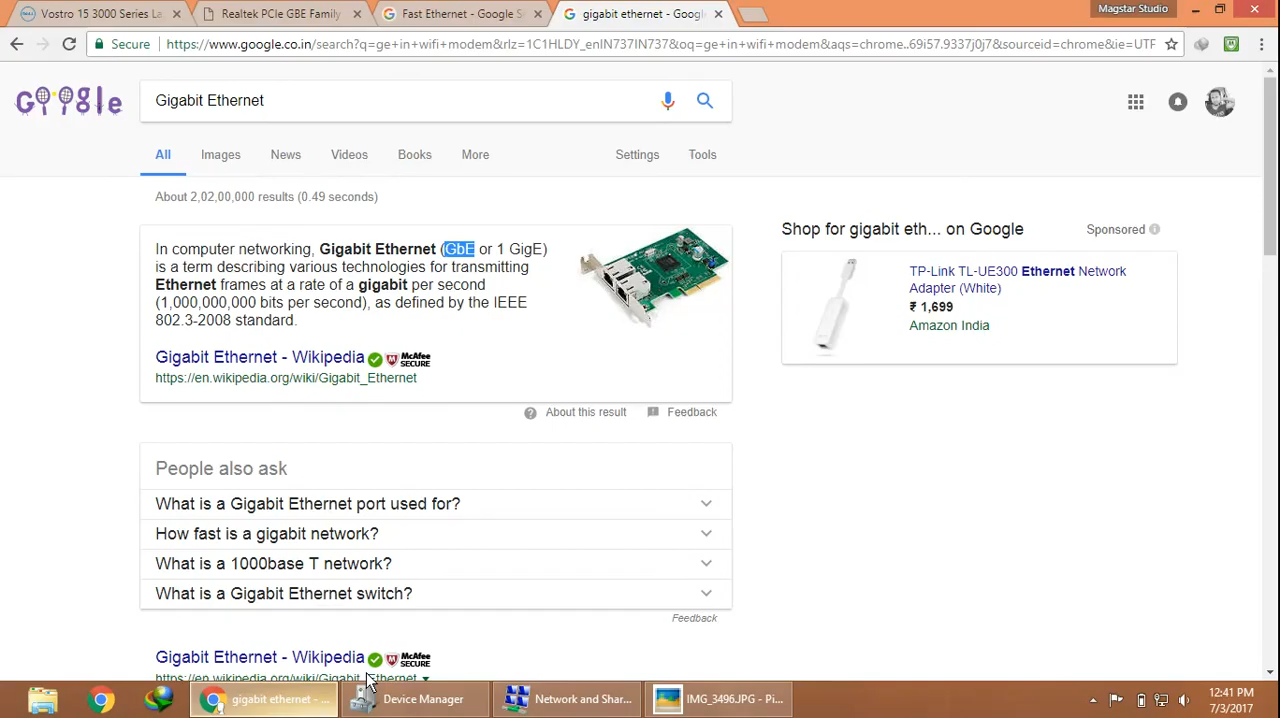 Vostro 15 3000 Series La
Realtek PCIe GBE Family
Fast Ethernet - Google S
gigabit ethernet - Googl
Magstar Studio
Secure
https://www.google.co.in/search?q=ge+in+wifi+modem&rlz=1C1HLDY_enIN737IN737&oq=ge+in+wifi+modem&aqs=chrome..69i57.9337j0j7&sourceid=chrome&ie=UTF
Google
Gigabit Ethernet
All Images News Videos Books More Settings Tools
About 2,02,00,000 results (0.49 seconds)
In computer networking, Gigabit Ethernet (GbE or 1 GigE)
is a term describing various technologies for transmitting
Ethernet frames at a rate of a gigabit per second
(1,000,000,000 bits per second), as defined by the IEEE
802.3-2008 standard.
Gigabit Ethernet - Wikipedia McAfee SECURE
https://en.wikipedia.org/wiki/Gigabit_Ethernet
About this result Feedback
Shop for gigabit eth... on Google Sponsored
TP-Link TL-UE300 Ethernet Network
Adapter (White)
₹ 1,699
Amazon India
People also ask
What is a Gigabit Ethernet port used for?
How fast is a gigabit network?
What is a 1000base T network?
What is a Gigabit Ethernet switch?
Feedback
Gigabit Ethernet - Wikipedia McAfee SECURE
https://en.wikipedia.org/wiki/Gigabit_Ethernet
gigabit ethernet - ...
Device Manager
Network and Shar...
IMG_3496.JPG - Pi...
12:41 PM
7/3/2017